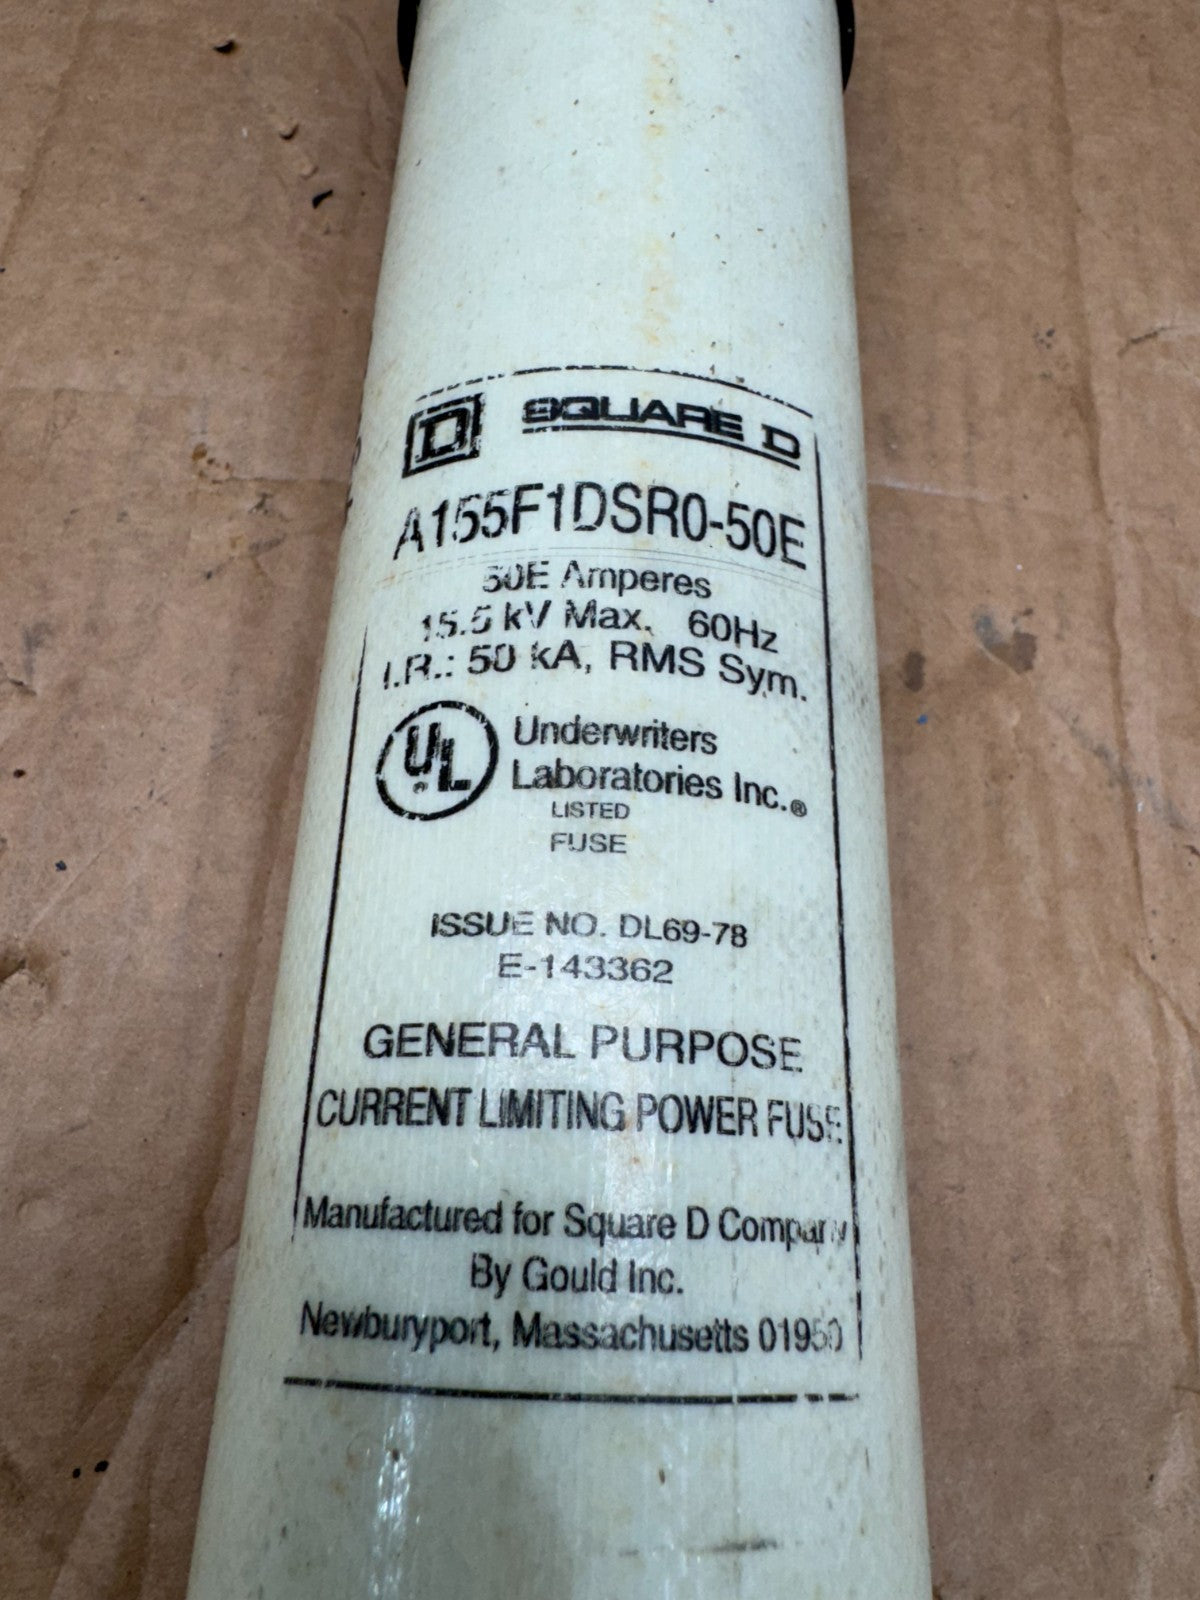 D SQUARE D
A155F1DSR0-50E
50E Amperes
15.5 kV Max. 60Hz
I.R.: 50 kA, RMS Sym.
UL Underwriters
Laboratories Inc.®
LISTED
FUSE
ISSUE NO. DL69-78
E-143362
GENERAL PURPOSE
CURRENT LIMITING POWER FUSE
Manufactured for Square D Company
By Gould Inc.
Newburyport, Massachusetts 01950